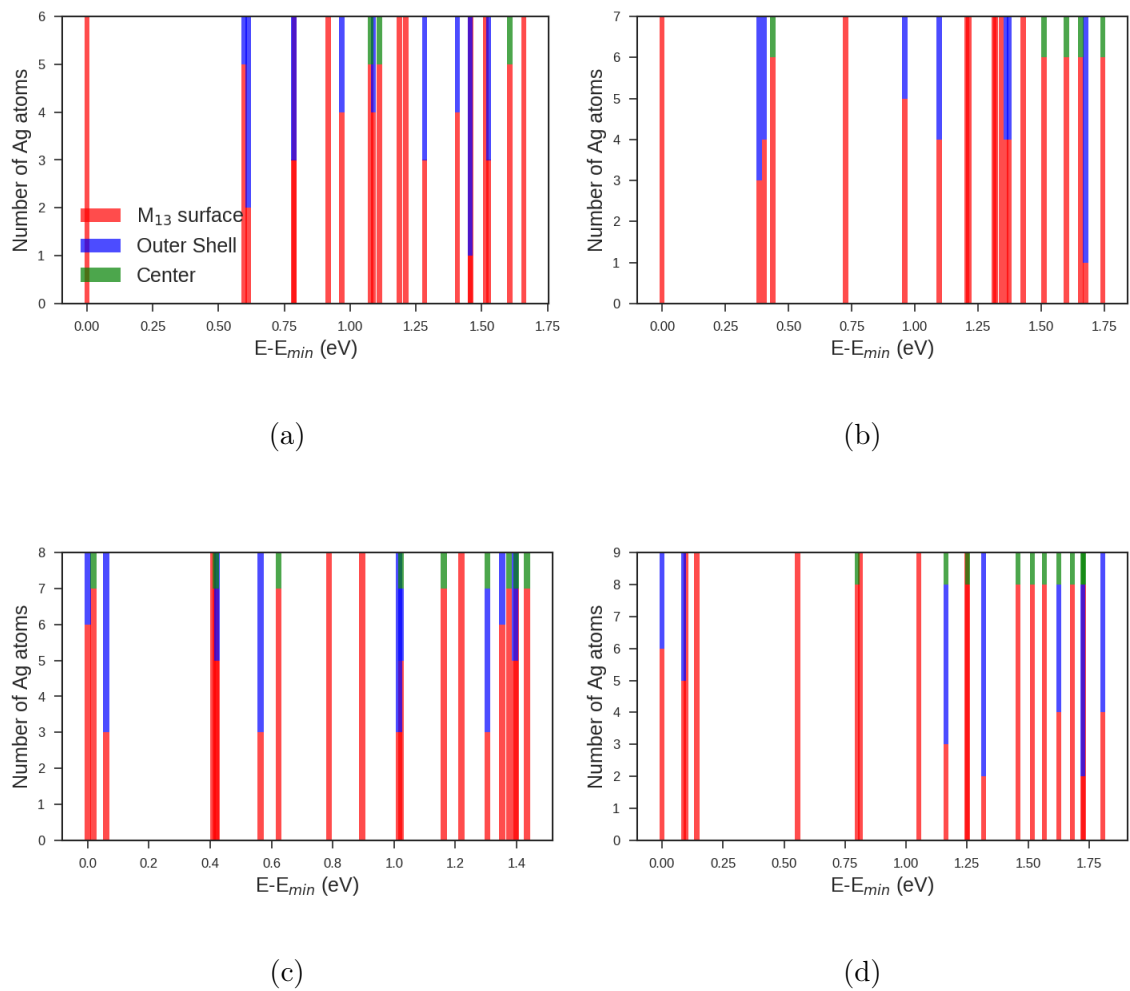 6
5
4
3
2
1
0
Number of Ag atoms
M₁₃ surface
Outer Shell
Center
0.00 0.25 0.50 0.75 1.00 1.25 1.50 1.75
E-Eₘᵢₙ (eV)
(a)
7
6
5
4
3
2
1
0
Number of Ag atoms
0.00 0.25 0.50 0.75 1.00 1.25 1.50 1.75
E-Eₘᵢₙ (eV)
(b)
8
7
6
5
4
3
2
1
0
Number of Ag atoms
0.0 0.2 0.4 0.6 0.8 1.0 1.2 1.4
E-Eₘᵢₙ (eV)
(c)
9
8
7
6
5
4
3
2
1
0
Number of Ag atoms
0.00 0.25 0.50 0.75 1.00 1.25 1.50 1.75
E-Eₘᵢₙ (eV)
(d)